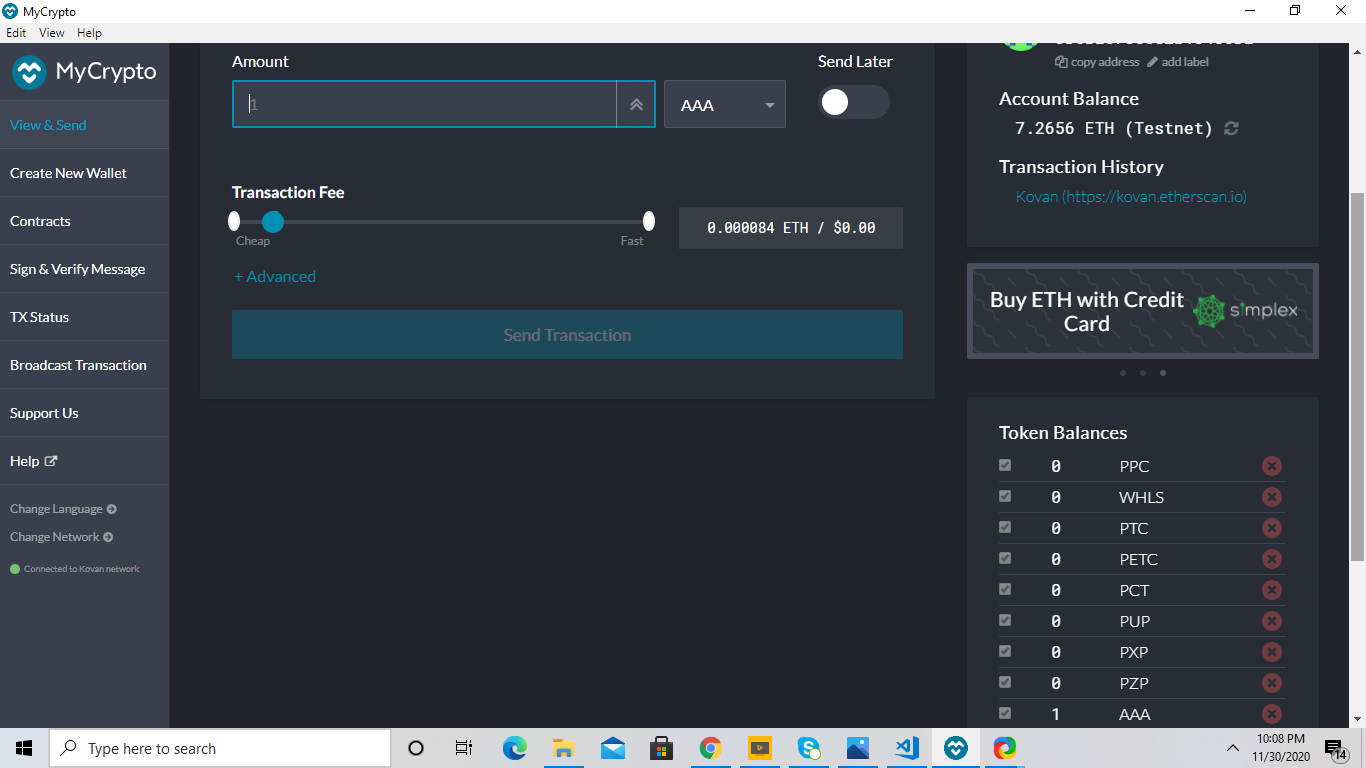 MyCrypto
Edit View Help
MyCrypto
View & Send
Create New Wallet
Contracts
Sign & Verify Message
TX Status
Broadcast Transaction
Support Us
Help
Change Language
Change Network
Connected to Kovan network
Amount
1
AAA
Send Later
Transaction Fee
Cheap
Fast
0.000084 ETH / $0.00
+ Advanced
Send Transaction
copy address add label
Account Balance
7.2656 ETH (Testnet)
Transaction History
Kovan (https://kovan.etherscan.io)
Buy ETH with Credit
Card
simplex
Token Balances
0 PPC
0 WHLS
0 PTC
0 PETC
0 PCT
0 PUP
0 PXP
0 PZP
1 AAA
Type here to search
10:08 PM
11/30/2020
14